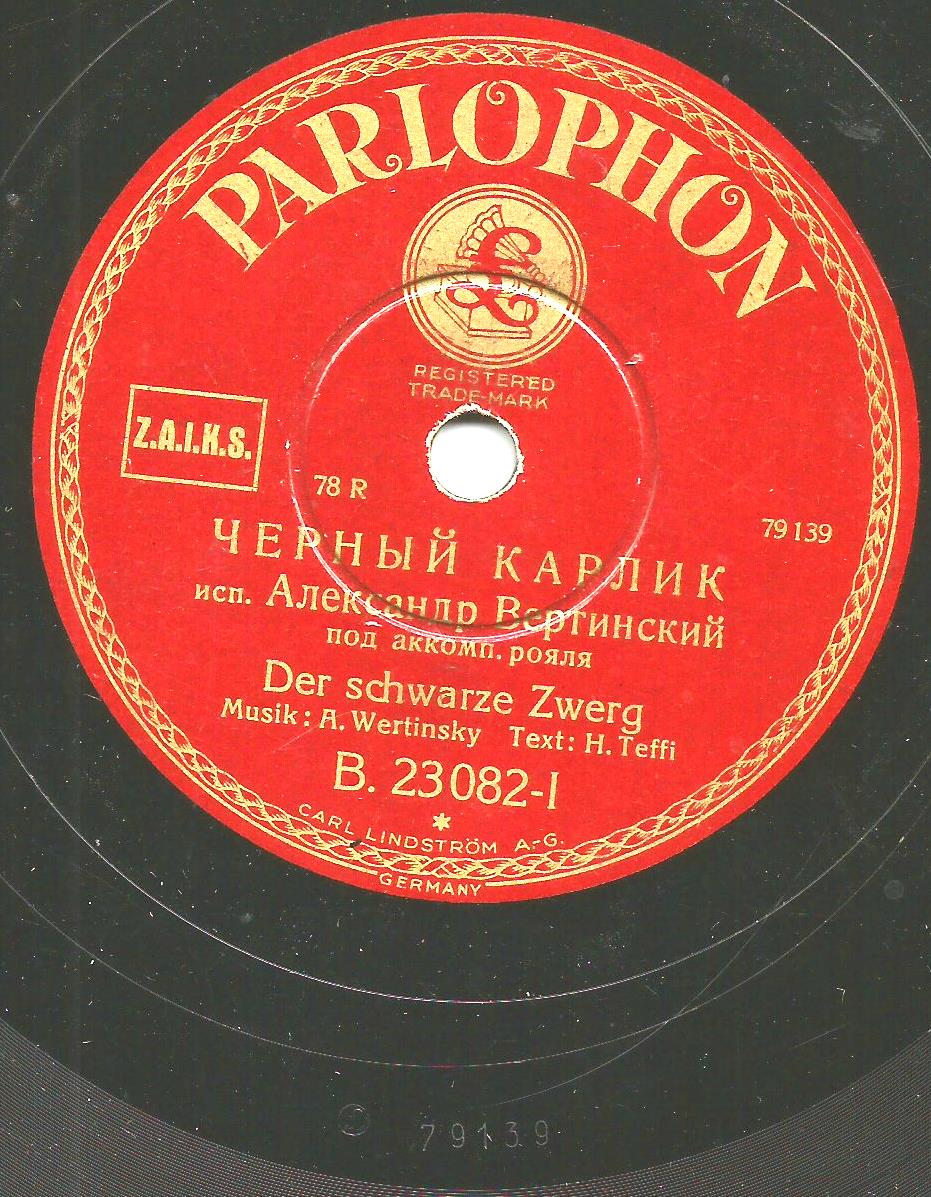 PARLOPHON
£
REGISTERED
TRADE-MARK
Z.A.I.K.S.
78 R
79139
ЧЕРНЫЙ КАРЛИК
исп. Александр Вертинский
под аккомп. рояля
Der schwarze Zwerg
Musik: A. Wertinsky Text: H. Teffi
B. 23082-I
*
CARL LINDSTRÖM A.-G.
GERMANY
79139